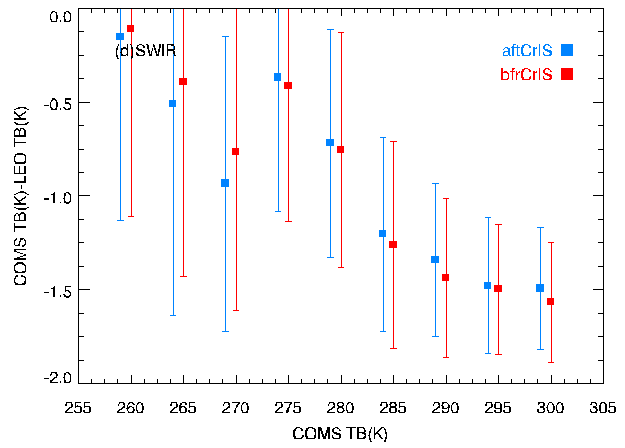 0.0
(d)SWIR
aftCrIS
bfrCrIS
-0.5
-1.0
-1.5
-2.0
COMS TB(K)-LEO TB(K)
255 260 265 270 275 280 285 290 295 300 305
COMS TB(K)